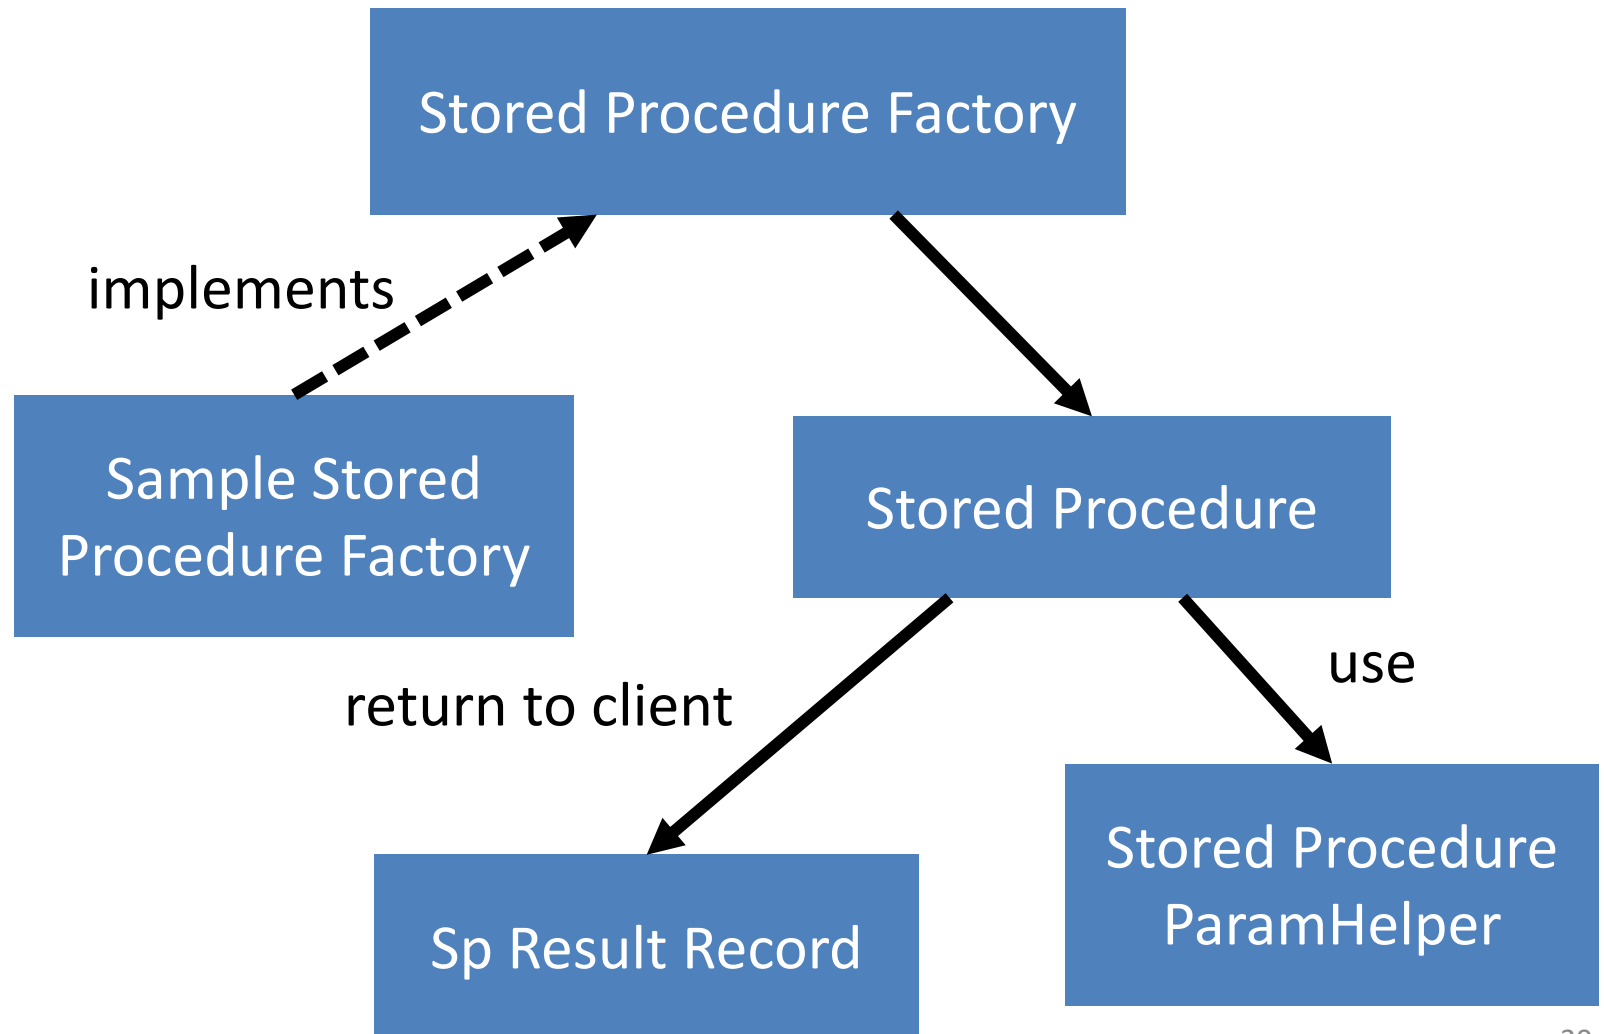 Stored Procedure Factory
implements
Sample Stored
Procedure Factory
Stored Procedure
use
return to client
Stored Procedure
ParamHelper
Sp Result Record